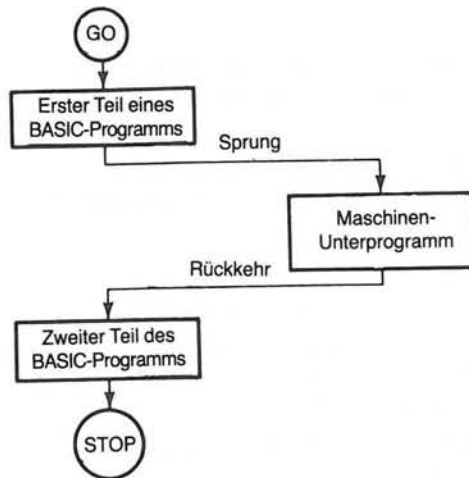 GO
Erster Teil eines
BASIC-Programms
Sprung
Maschinen-
Unterprogramm
Rückkehr
Zweiter Teil des
BASIC-Programms
STOP